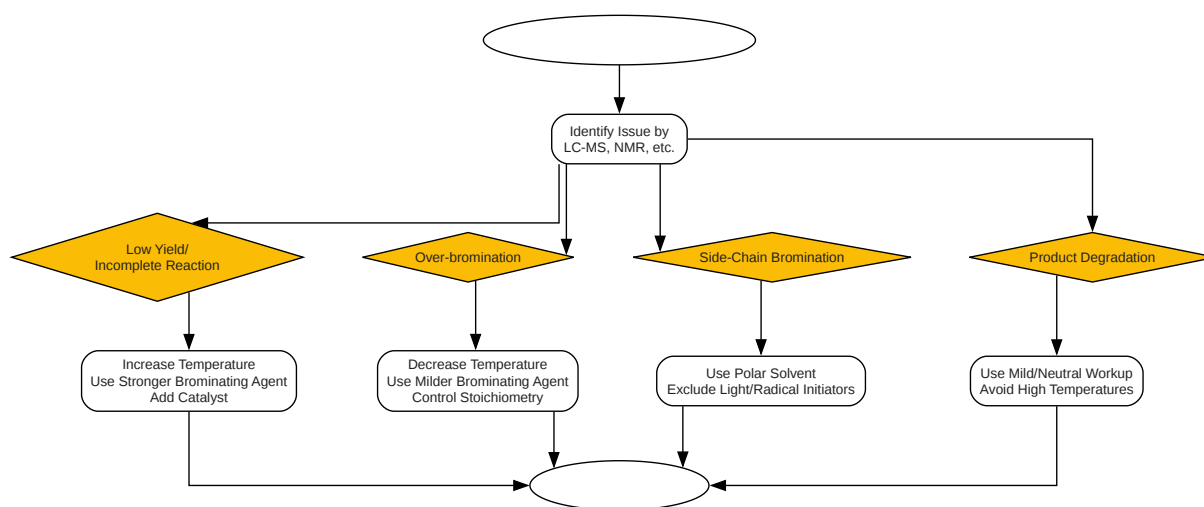 Identify Issue by
LC-MS, NMR, etc.
Low Yield/
Incomplete Reaction
Over-bromination
Side-Chain Bromination
Product Degradation
Increase Temperature
Use Stronger Brominating Agent
Add Catalyst
Decrease Temperature
Use Milder Brominating Agent
Control Stoichiometry
Use Polar Solvent
Exclude Light/Radical Initiators
Use Mild/Neutral Workup
Avoid High Temperatures